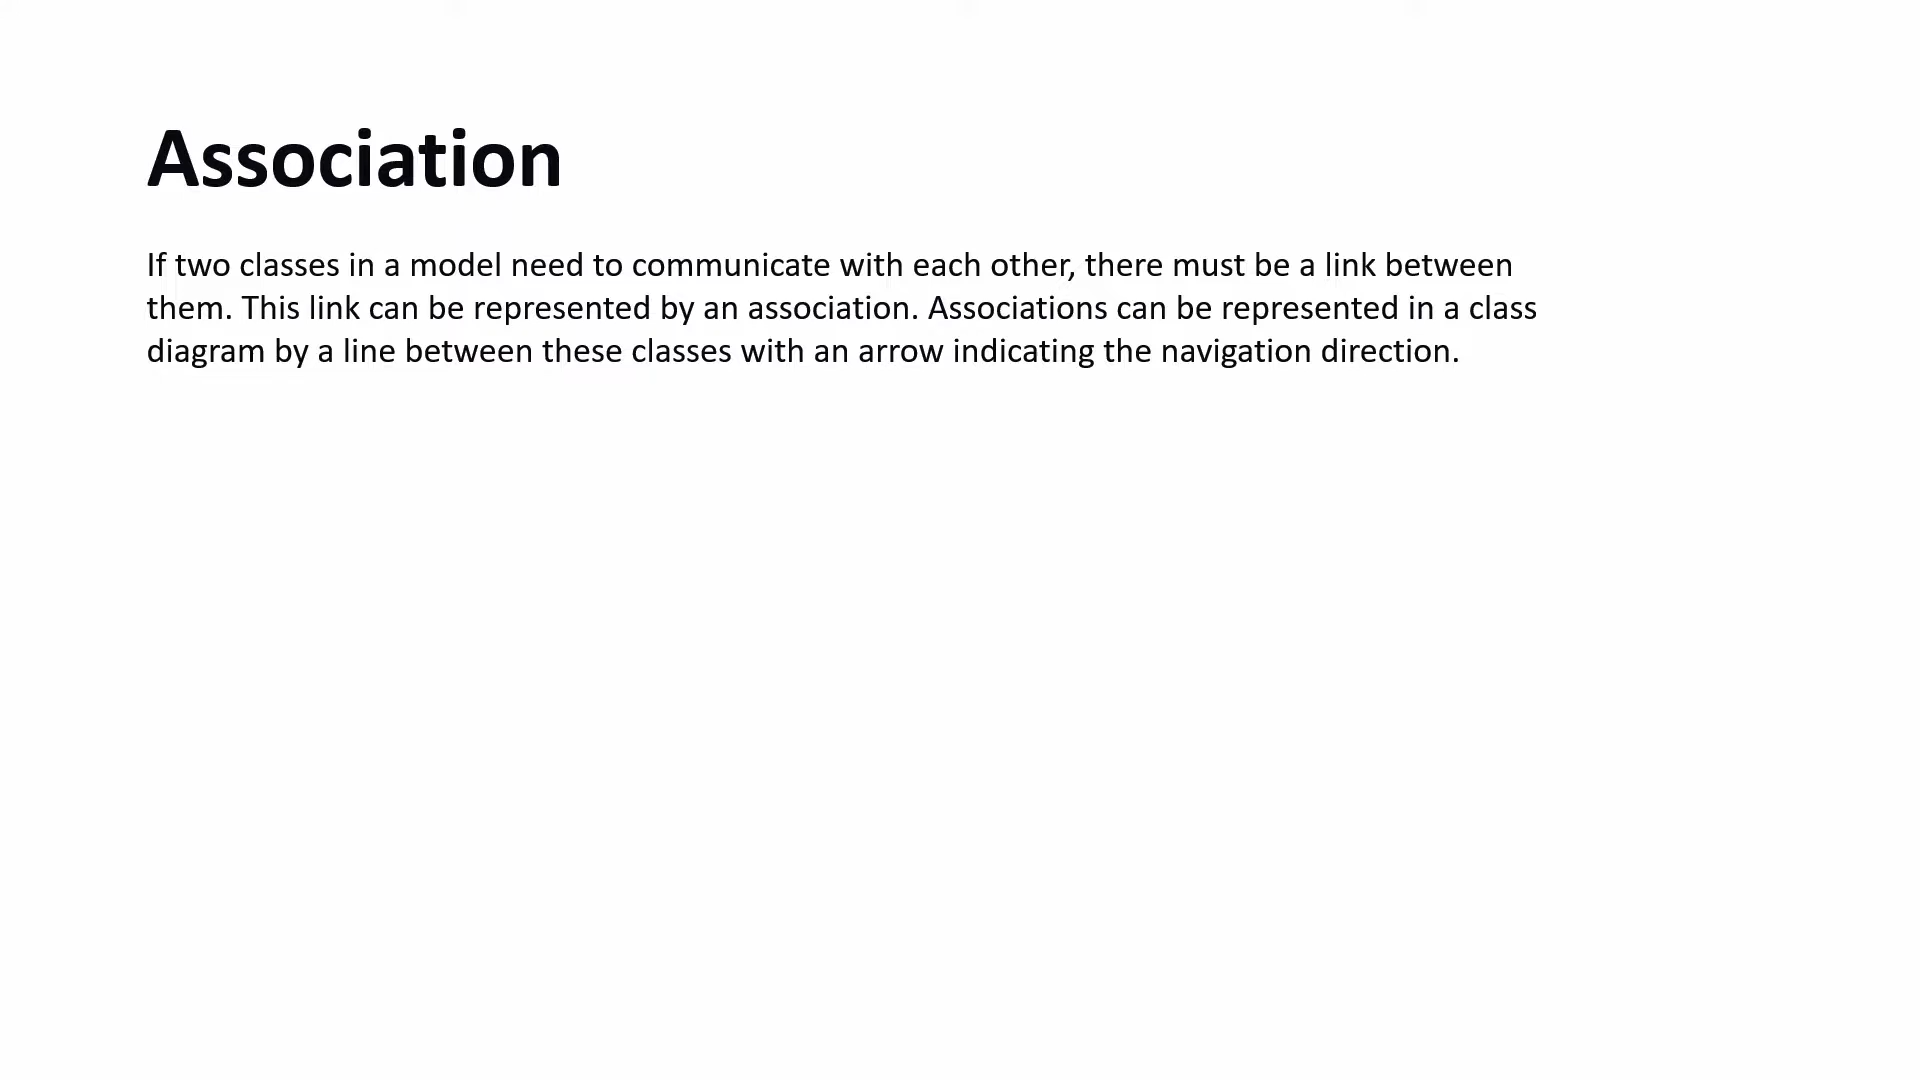 Association
If two classes in a model need to communicate with each other, there must be a link between
them. This link can be represented by an association. Associations can be represented in a class
diagram by a line between these classes with an arrow indicating the navigation direction.